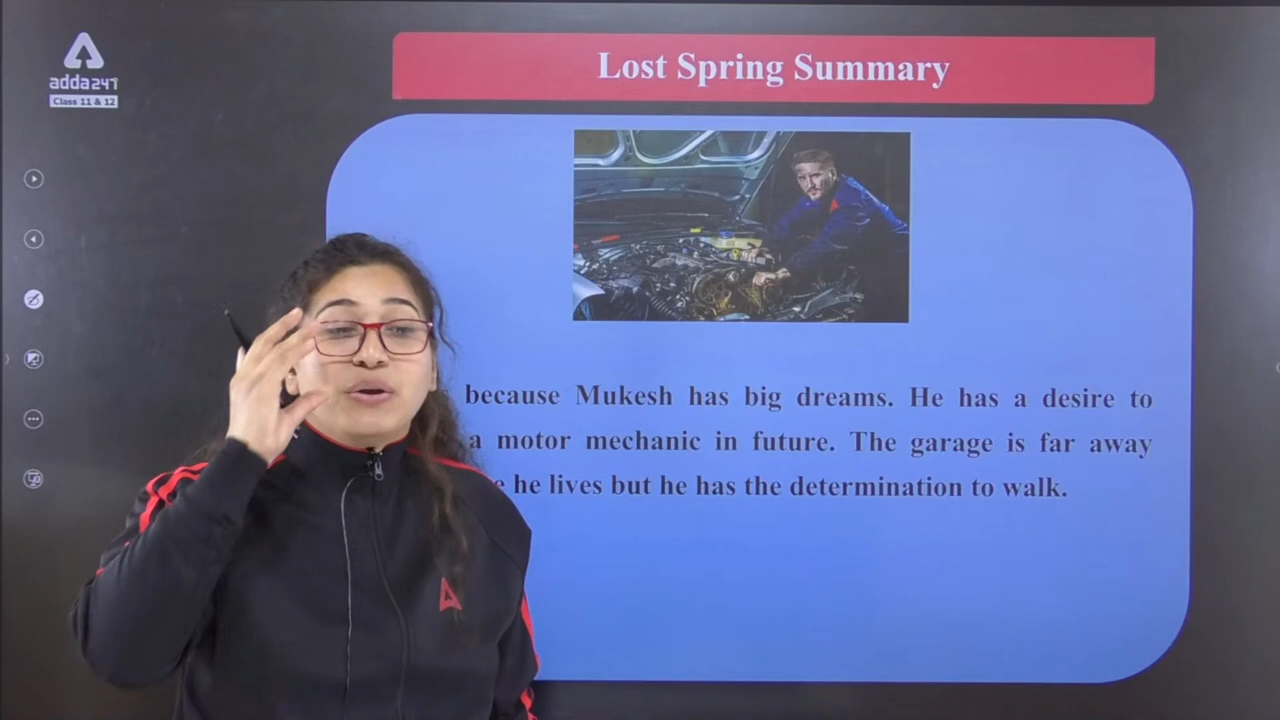 adda247
Class 11 & 12
Lost Spring Summary
because Mukesh has big dreams. He has a desire to
a motor mechanic in future. The garage is far away
he lives but he has the determination to walk.